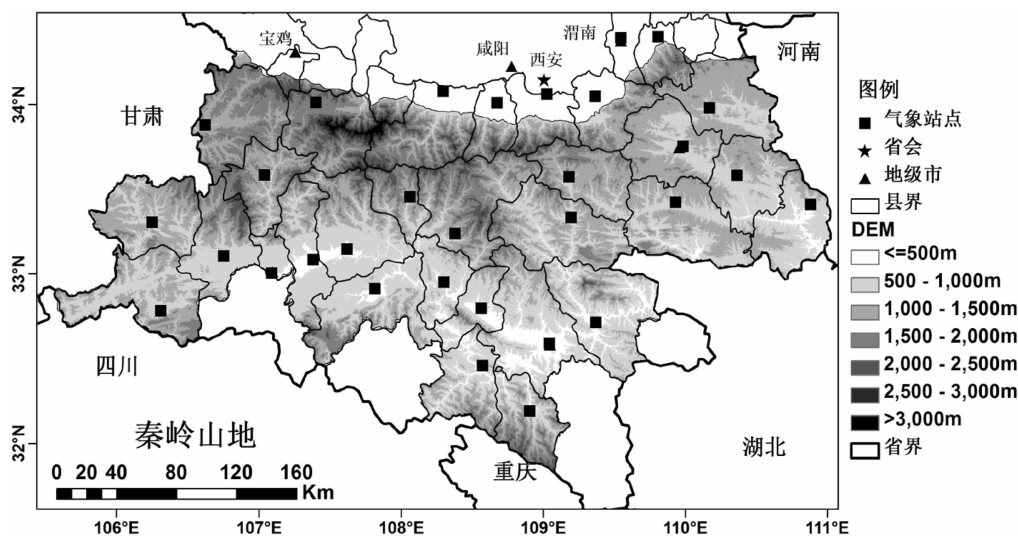 宝鸡
咸阳
西安
渭南
河南
甘肃
四川
重庆
湖北
秦岭山地
0 20 40 80 120 160
Km
34°N
33°N
32°N
106°E 107°E 108°E 109°E 110°E 111°E
图例
气象站点
省会
地级市
县界
DEM
<=500m
500 - 1,000m
1,000 - 1,500m
1,500 - 2,000m
2,000 - 2,500m
2,500 - 3,000m
>3,000m
省界